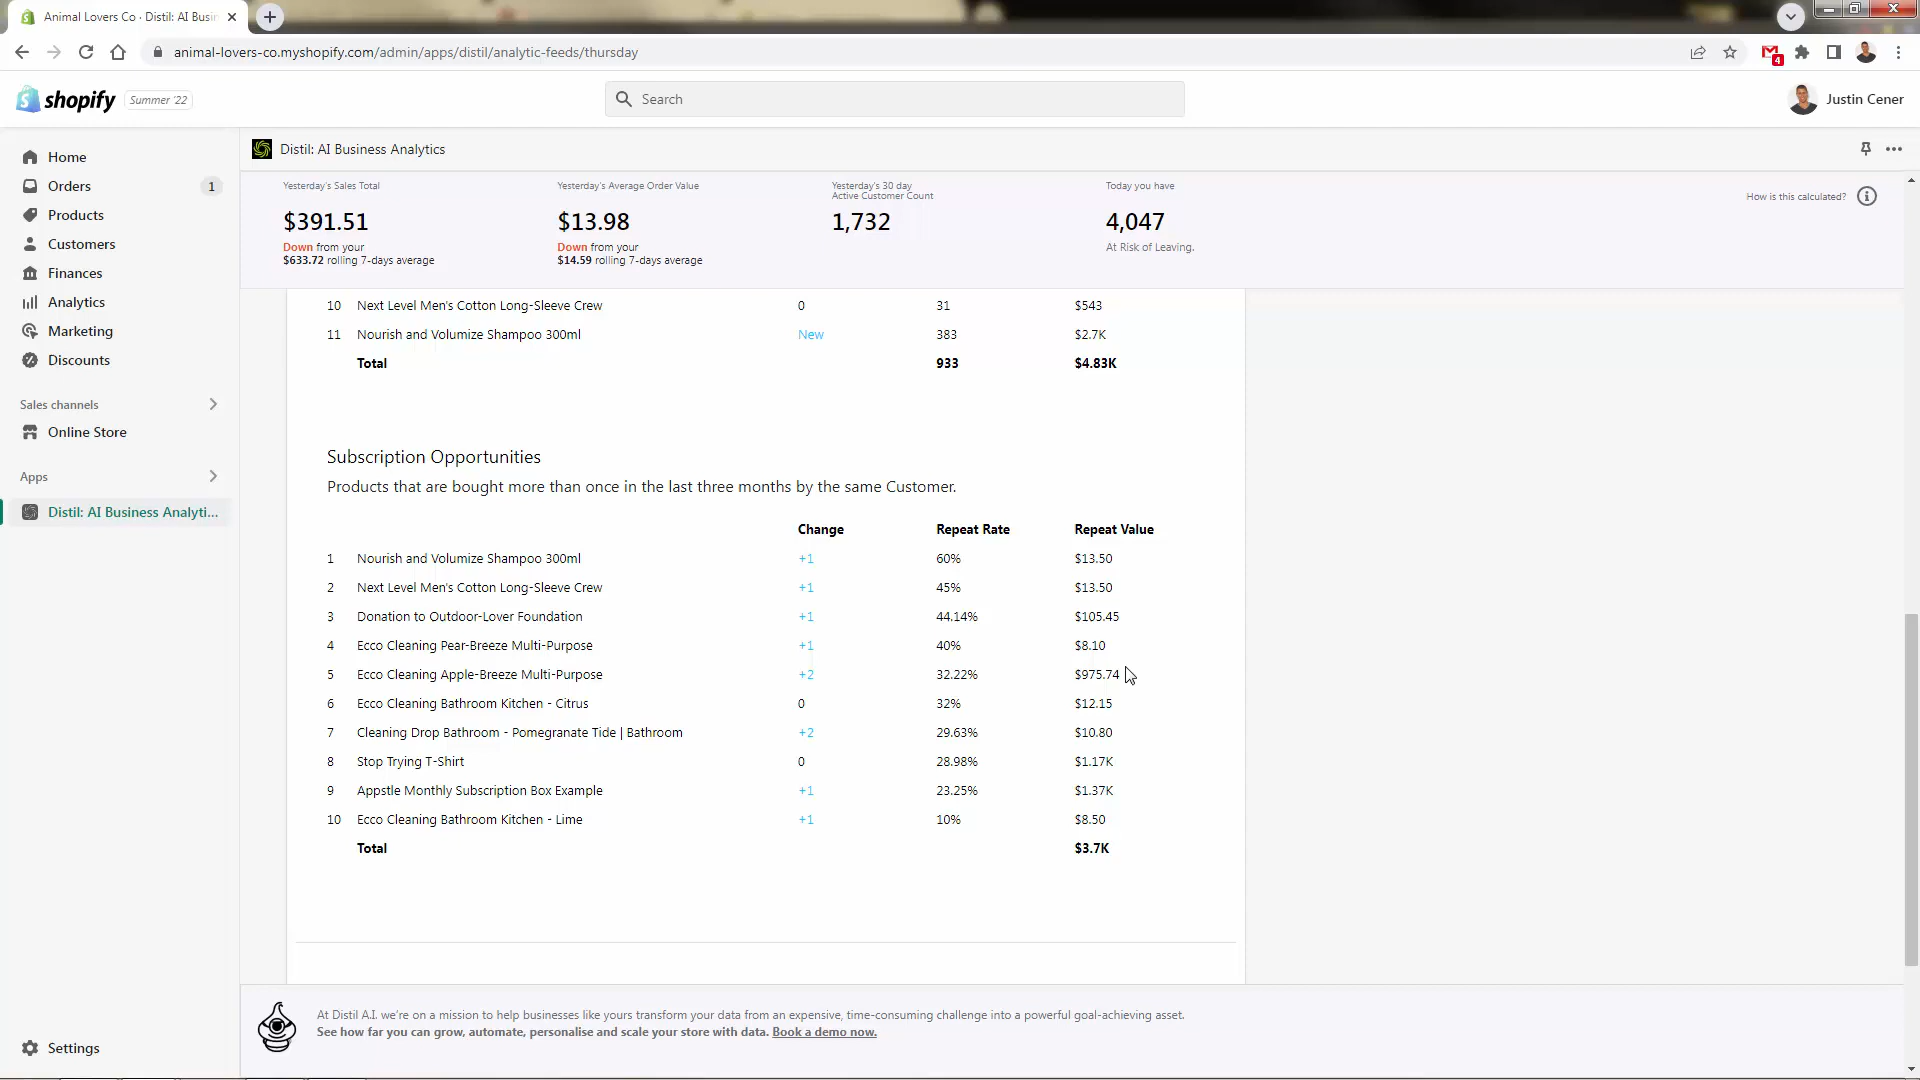 Animal Lovers Co · Distil: AI Busin
animal-lovers-co.myshopify.com/admin/apps/distil/analytic-feeds/thursday
4
shopify
Summer '22
Search
Justin Cener
Home
Orders 1
Products
Customers
Finances
Analytics
Marketing
Discounts
Sales channels
Online Store
Apps
Distil: AI Business Analyti...
Settings
Distil: AI Business Analytics
Yesterday's Sales Total
$391.51
Down from your
$633.72 rolling 7-days average
Yesterday's Average Order Value
$13.98
Down from your
$14.59 rolling 7-days average
Yesterday's 30 day
Active Customer Count
1,732
Today you have
4,047
At Risk of Leaving.
How is this calculated?
10 Next Level Men's Cotton Long-Sleeve Crew 0 31 $543
11 Nourish and Volumize Shampoo 300ml New 383 $2.7K
Total 933 $4.83K
Subscription Opportunities
Products that are bought more than once in the last three months by the same Customer.
Change Repeat Rate Repeat Value
1 Nourish and Volumize Shampoo 300ml +1 60% $13.50
2 Next Level Men's Cotton Long-Sleeve Crew +1 45% $13.50
3 Donation to Outdoor-Lover Foundation +1 44.14% $105.45
4 Ecco Cleaning Pear-Breeze Multi-Purpose +1 40% $8.10
5 Ecco Cleaning Apple-Breeze Multi-Purpose +2 32.22% $975.74
6 Ecco Cleaning Bathroom Kitchen - Citrus 0 32% $12.15
7 Cleaning Drop Bathroom - Pomegranate Tide | Bathroom +2 29.63% $10.80
8 Stop Trying T-Shirt 0 28.98% $1.17K
9 Appstle Monthly Subscription Box Example +1 23.25% $1.37K
10 Ecco Cleaning Bathroom Kitchen - Lime +1 10% $8.50
Total $3.7K
At Distil A.I. we're on a mission to help businesses like yours transform your data from an expensive, time-consuming challenge into a powerful goal-achieving asset.
See how far you can grow, automate, personalise and scale your store with data. Book a demo now.